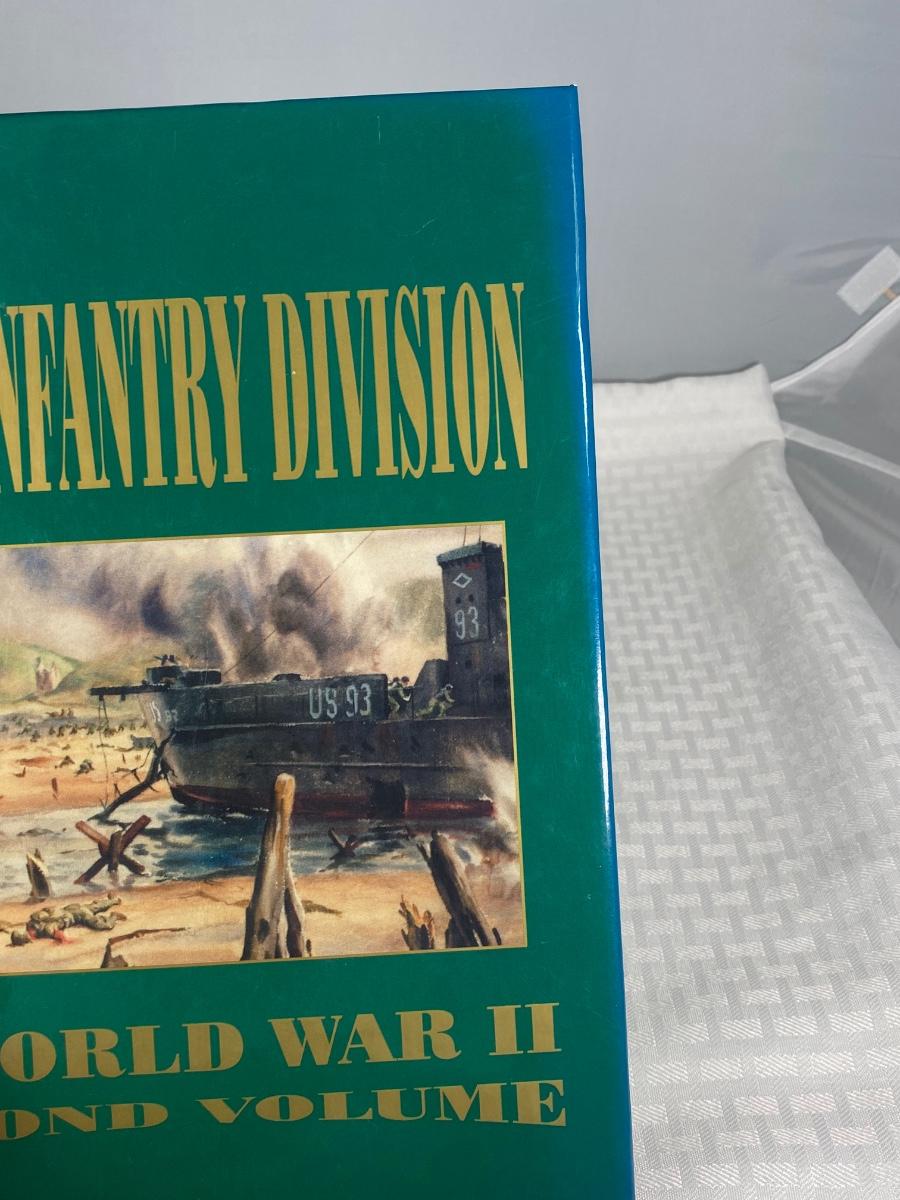 NFANTRY DIVISION
93
US 93
ORLD WAR II
OND VOLUME